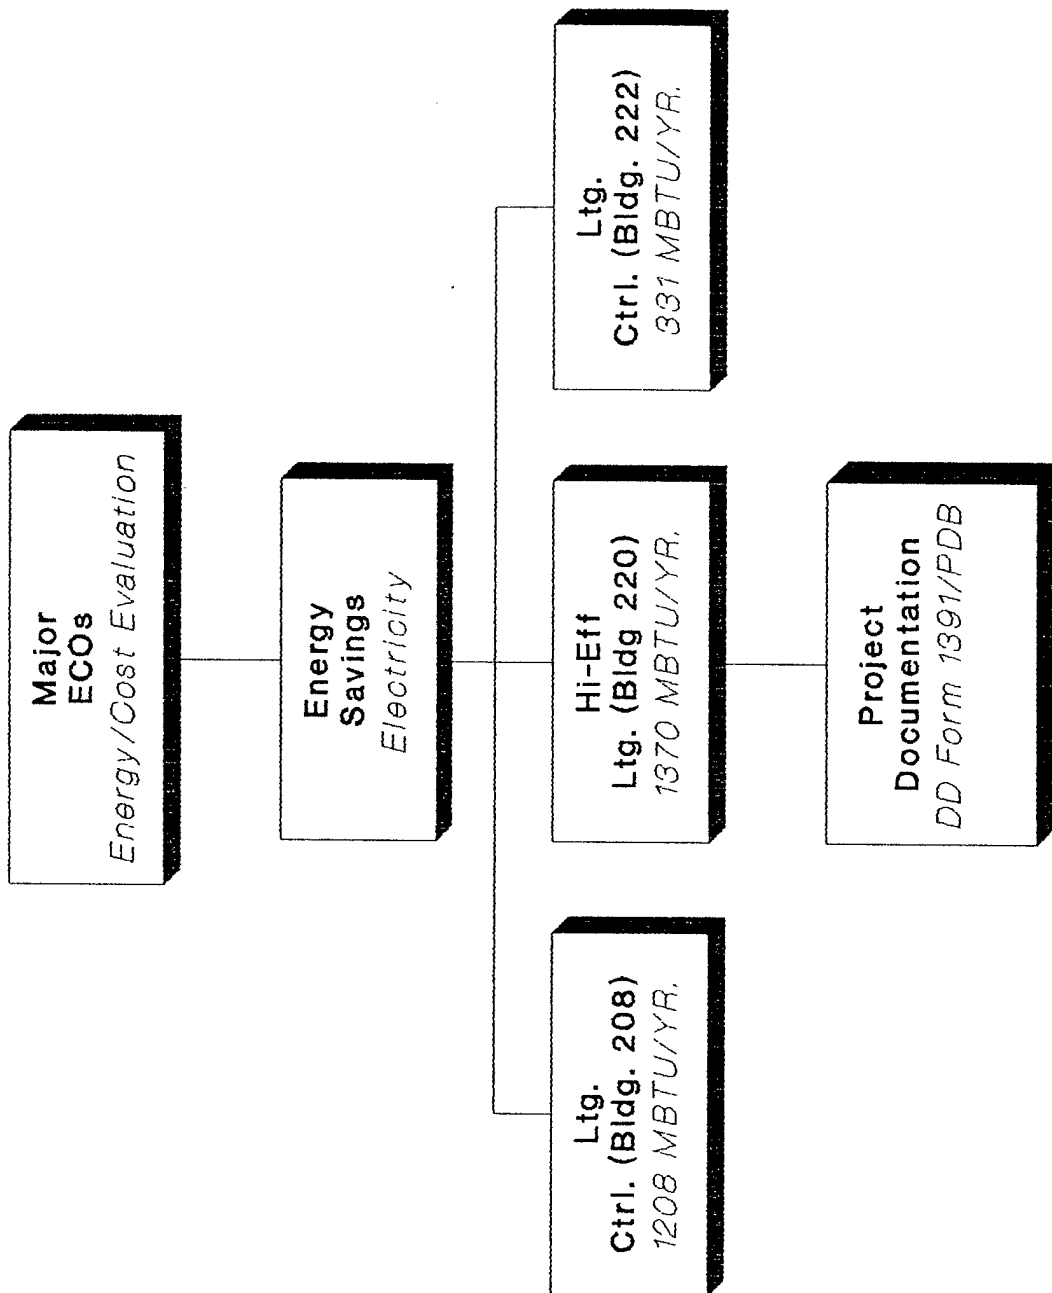 Major
ECOs
Energy/Cost Evaluation
Energy
Savings
Electricity
Ltg.
Ctrl. (Bldg. 208)
1208 MBTU/YR.
Hi-Eff
Ltg. (Bldg 220)
1370 MBTU/YR.
Ltg.
Ctrl. (Bldg. 222)
331 MBTU/YR.
Project
Documentation
DD Form 1391/PDB